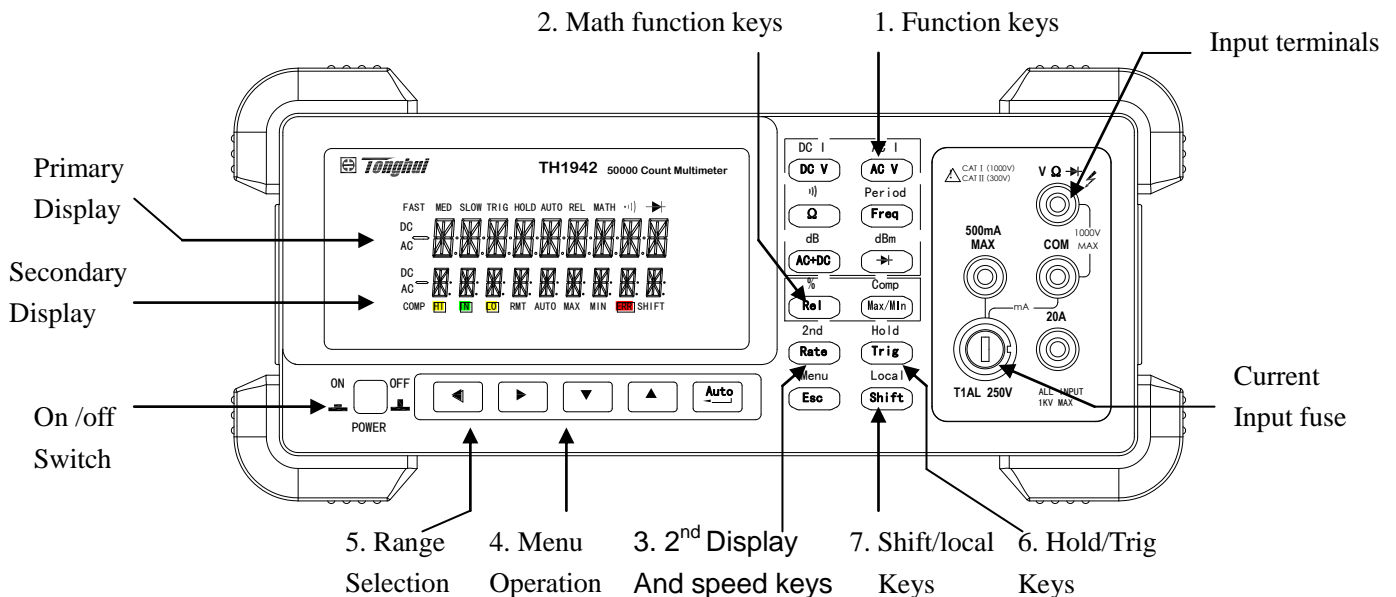 2. Math function keys
1. Function keys
Input terminals
Primary
Display
Secondary
Display
On /off
Switch
Tonghui
TH1942 50000 Count Multimeter
FAST MED SLOW TRIG HOLD AUTO REL MATH
DC
AC
DC
AC
COMP HI IN LO RMT AUTO MAX MIN ERR SHIFT
ON
OFF
POWER
Auto
DC I
AC I
DC V
AC V
Period
Ω
Freq
dB
dBm
AC+DC
%
Comp
Rel
Max/Min
2nd
Hold
Rate
Trig
Menu
Local
Esc
Shift
CAT I (1000V)
CAT II (300V)
V Ω
500mA
MAX
COM
1000V
MAX
mA
20A
T1AL 250V
ALL INPUT
1KV MAX
Current
Input fuse
5. Range
Selection
4. Menu
Operation
3. 2nd Display
And speed keys
7. Shift/local
Keys
6. Hold/Trig
Keys